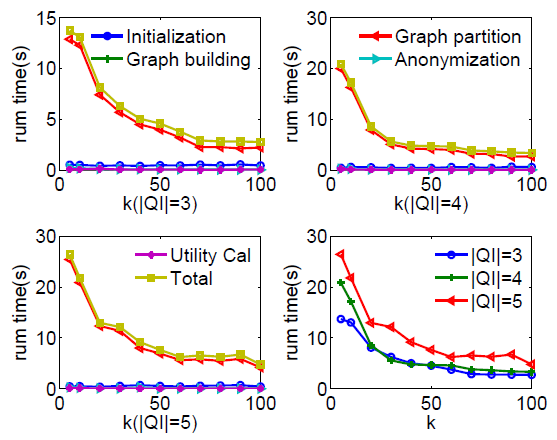 15
10
5
0
rum time(s)
Initialization
Graph building
0
50
100
k(|QI|=3)
30
20
10
0
rum time(s)
Graph partition
Anonymization
0
50
100
k(|QI|=4)
30
20
10
0
rum time(s)
Utility Cal
Total
0
50
100
k(|QI|=5)
30
20
10
0
rum time(s)
|QI|=3
|QI|=4
|QI|=5
0
50
100
k